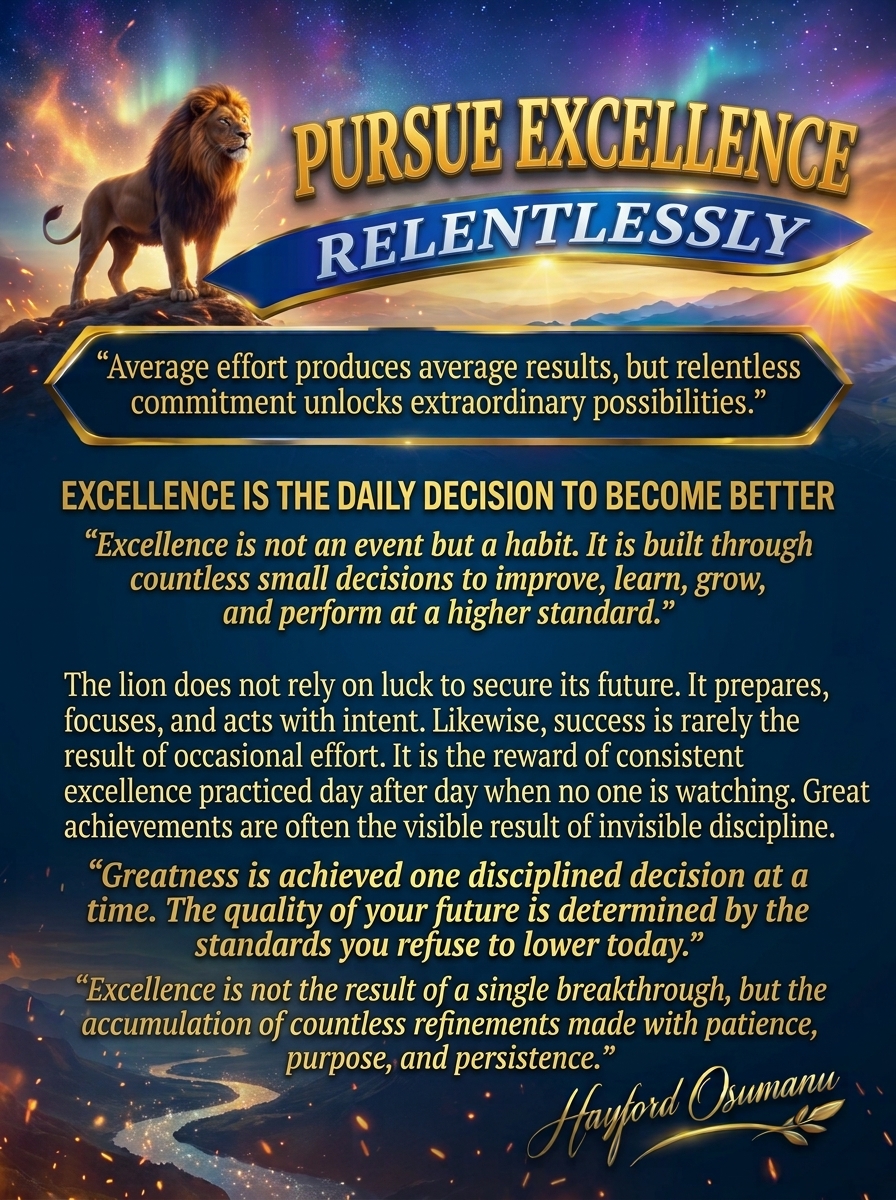 PURSUE EXCELLENCE
RELENTLESSLY
“Average effort produces average results, but relentless
commitment unlocks extraordinary possibilities.”
EXCELLENCE IS THE DAILY DECISION TO BECOME BETTER
“Excellence is not an event but a habit. It is built through
countless small decisions to improve, learn, grow,
and perform at a higher standard.”
The lion does not rely on luck to secure its future. It prepares,
focuses, and acts with intent. Likewise, success is rarely the
result of occasional effort. It is the reward of consistent
excellence practiced day after day when no one is watching. Great
achievements are often the visible result of invisible discipline.
“Greatness is achieved one disciplined decision at a
time. The quality of your future is determined by the
standards you refuse to lower today.”
“Excellence is not the result of a single breakthrough, but the
accumulation of countless refinements made with patience,
purpose, and persistence.”
Hayford Osumanu